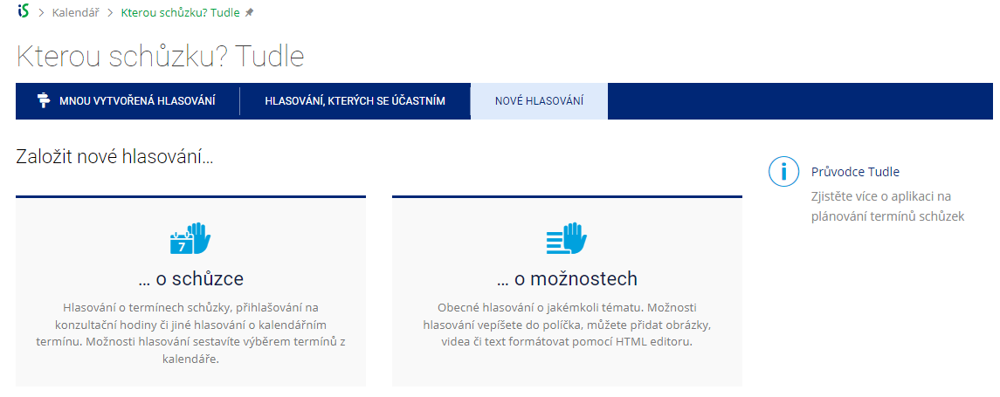 iS > Kalendář > Kterou schůzku? Tudle
Kterou schůzku? Tudle
MNOU VYTVOŘENÁ HLASOVÁNÍ HLASOVÁNÍ, KTERÝCH SE ÚČASTNÍM NOVÉ HLASOVÁNÍ
Založit nové hlasování...
7
... o schůzce
Hlasování o termínech schůzky, přihlašování na
konzultační hodiny či jiné hlasování o kalendářním
termínu. Možnosti hlasování sestavíte výběrem termínů z
kalendáře.
... o možnostech
Obecné hlasování o jakémkoli tématu. Možnosti
hlasování vepíšete do políčka, můžete přidat obrázky,
videa či text formátovat pomocí HTML editoru.
i
Průvodce Tudle
Zjistěte více o aplikaci na
plánování termínů schůzek